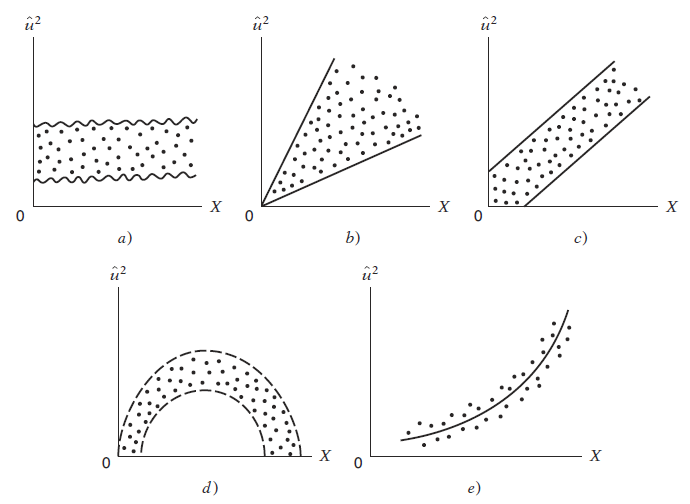 û² û² û²
0 X 0 X 0 X
a) b) c)
û² û²
0 X 0 X
d) e)